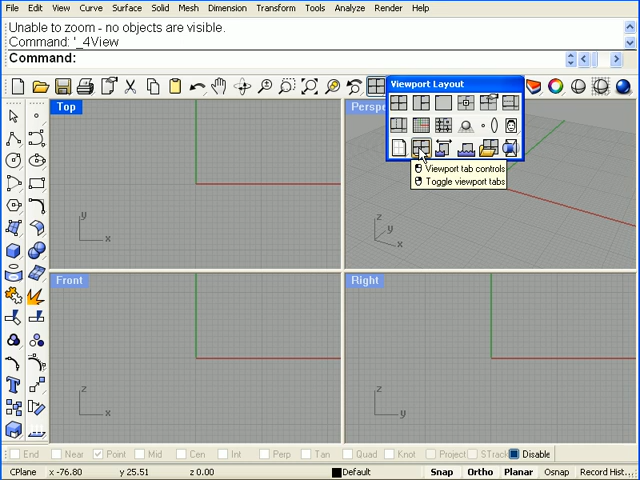 File Edit View Curve Surface Solid Mesh Dimension Transform Tools Analyze Render Help
Unable to zoom - no objects are visible.
Command: '_4View
Command:
Viewport Layout
Top
Perspe
Viewport tab controls
Toggle viewport tabs
y
x
z
y
x
Front
Right
z
x
z
y
End Near Point Mid Cen Int Perp Tan Quad Knot Project STrack Disable
CPlane x -76.80 y 25.51 z 0.00 Default Snap Ortho Planar Osnap Record Hist...